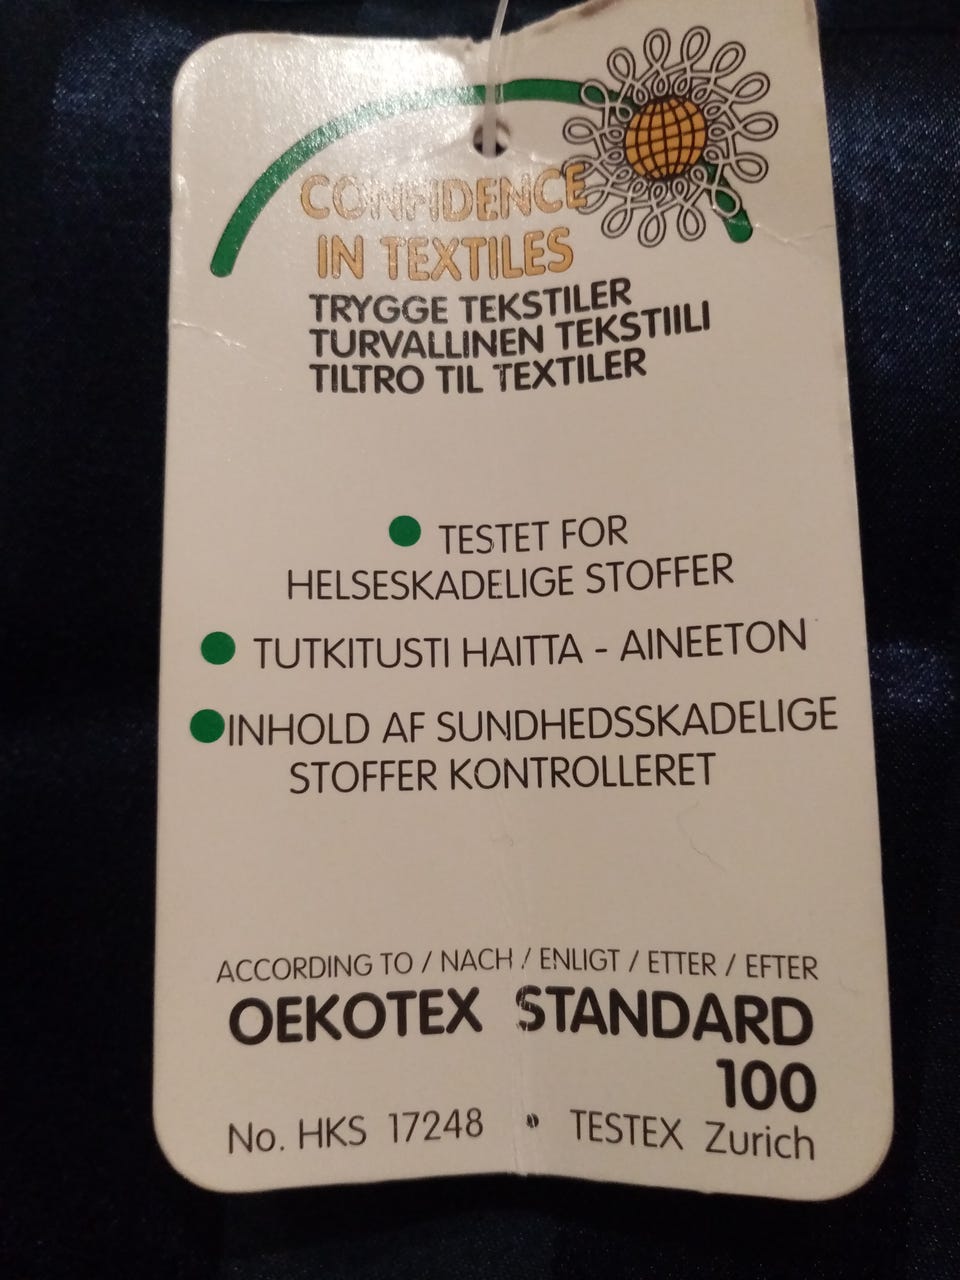 CONFIDENCE
IN TEXTILES
TRYGGE TEKSTILER
TURVALLINEN TEKSTIILI
TILTRO TIL TEXTILER
TESTET FOR
HELSESKADELIGE STOFFER
TUTKITUSTI HAITTA - AINEETON
INHOLD AF SUNDHEDSSKADELIGE
STOFFER KONTROLLERET
ACCORDING TO / NACH / ENLIGT / ETTER / EFTER
OEKOTEX STANDARD
100
No. HKS 17248 • TESTEX Zurich